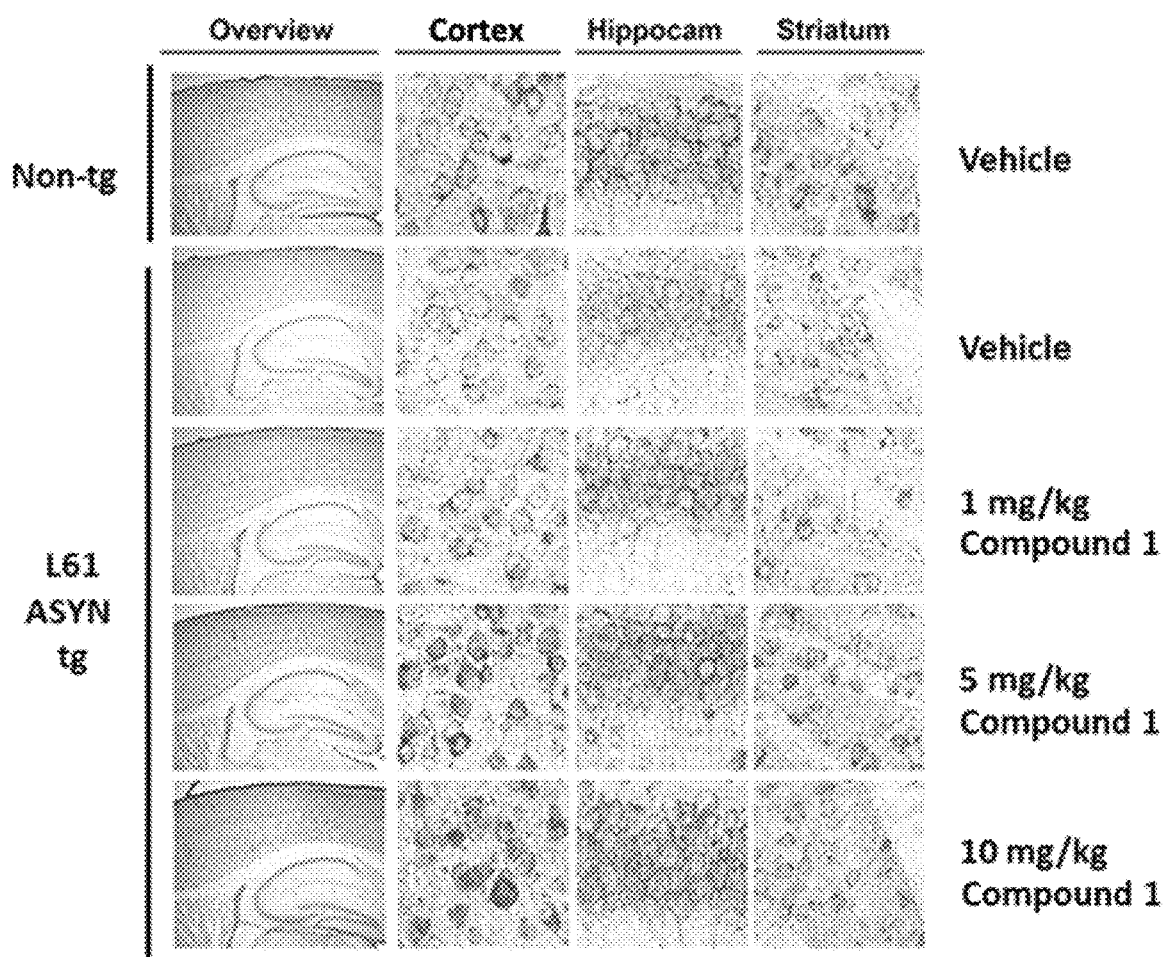 Overview Cortex Hippocam Striatum
Non-tg
Vehicle
Vehicle
L61
ASYN
tg
1 mg/kg
Compound 1
5 mg/kg
Compound 1
10 mg/kg
Compound 1